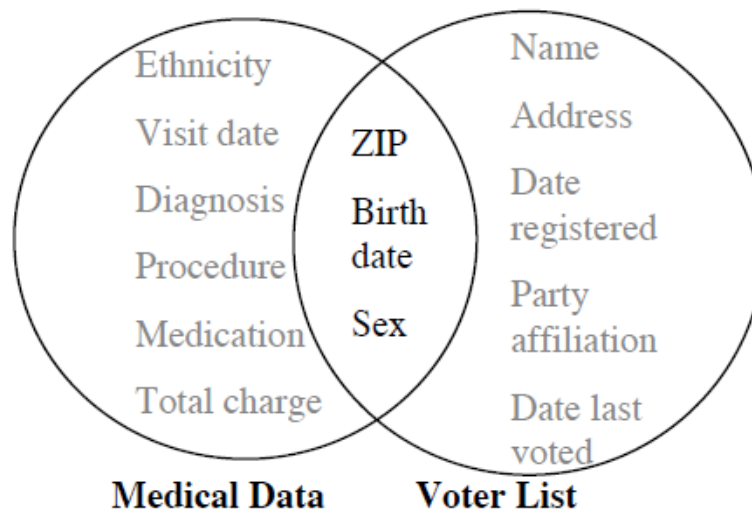 Ethnicity
Visit date
Diagnosis
Procedure
Medication
Total charge
ZIP
Birth
date
Sex
Name
Address
Date
registered
Party
affiliation
Date last
voted
Medical Data
Voter List